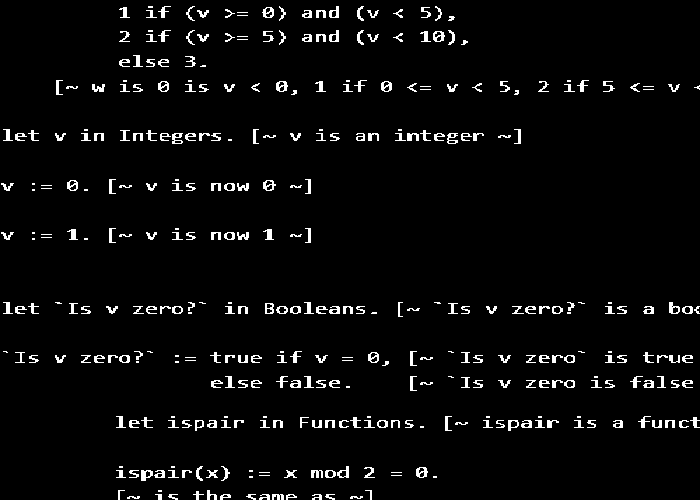 1 if (v >= 0) and (v < 5),
2 if (v >= 5) and (v < 10),
else 3.
[~ w is 0 is v < 0, 1 if 0 <= v < 5, 2 if 5 <= v <
let v in Integers. [~ v is an integer ~]
v := 0. [~ v is now 0 ~]
v := 1. [~ v is now 1 ~]
let `Is v zero?` in Booleans. [~ `Is v zero?` is a boo
`Is v zero?` := true if v = 0, [~ `Is v zero` is true
else false. [~ `Is v zero is false
let ispair in Functions. [~ ispair is a funct
ispair(x) := x mod 2 = 0.
[~ is the same as ~]